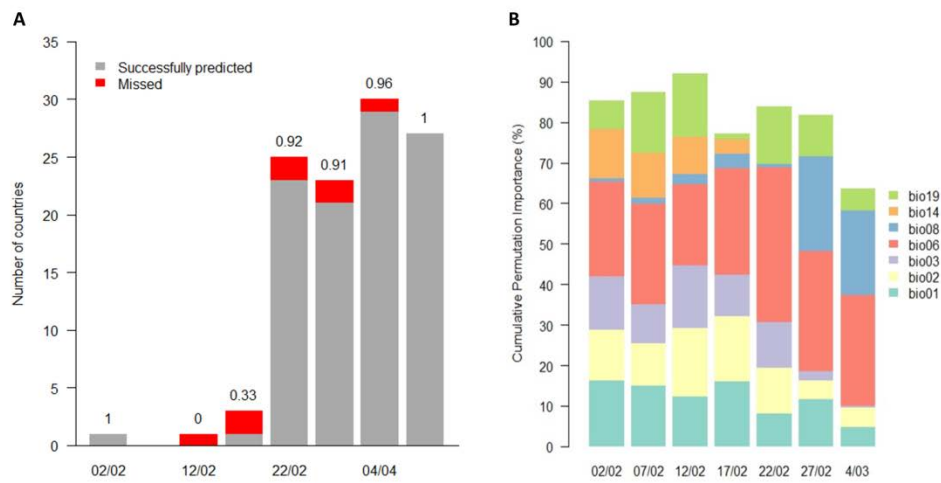 A
Number of countries
35
30
25
20
15
10
5
0
Successfully predicted
Missed
1
0
0.33
0.92
0.91
0.96
1
02/02
12/02
22/02
04/04
B
Cumulative Permutation Importance (%)
100
90
80
70
60
50
40
30
20
10
0
02/02
07/02
12/02
17/02
22/02
27/02
4/03
bio19
bio14
bio08
bio06
bio03
bio02
bio01